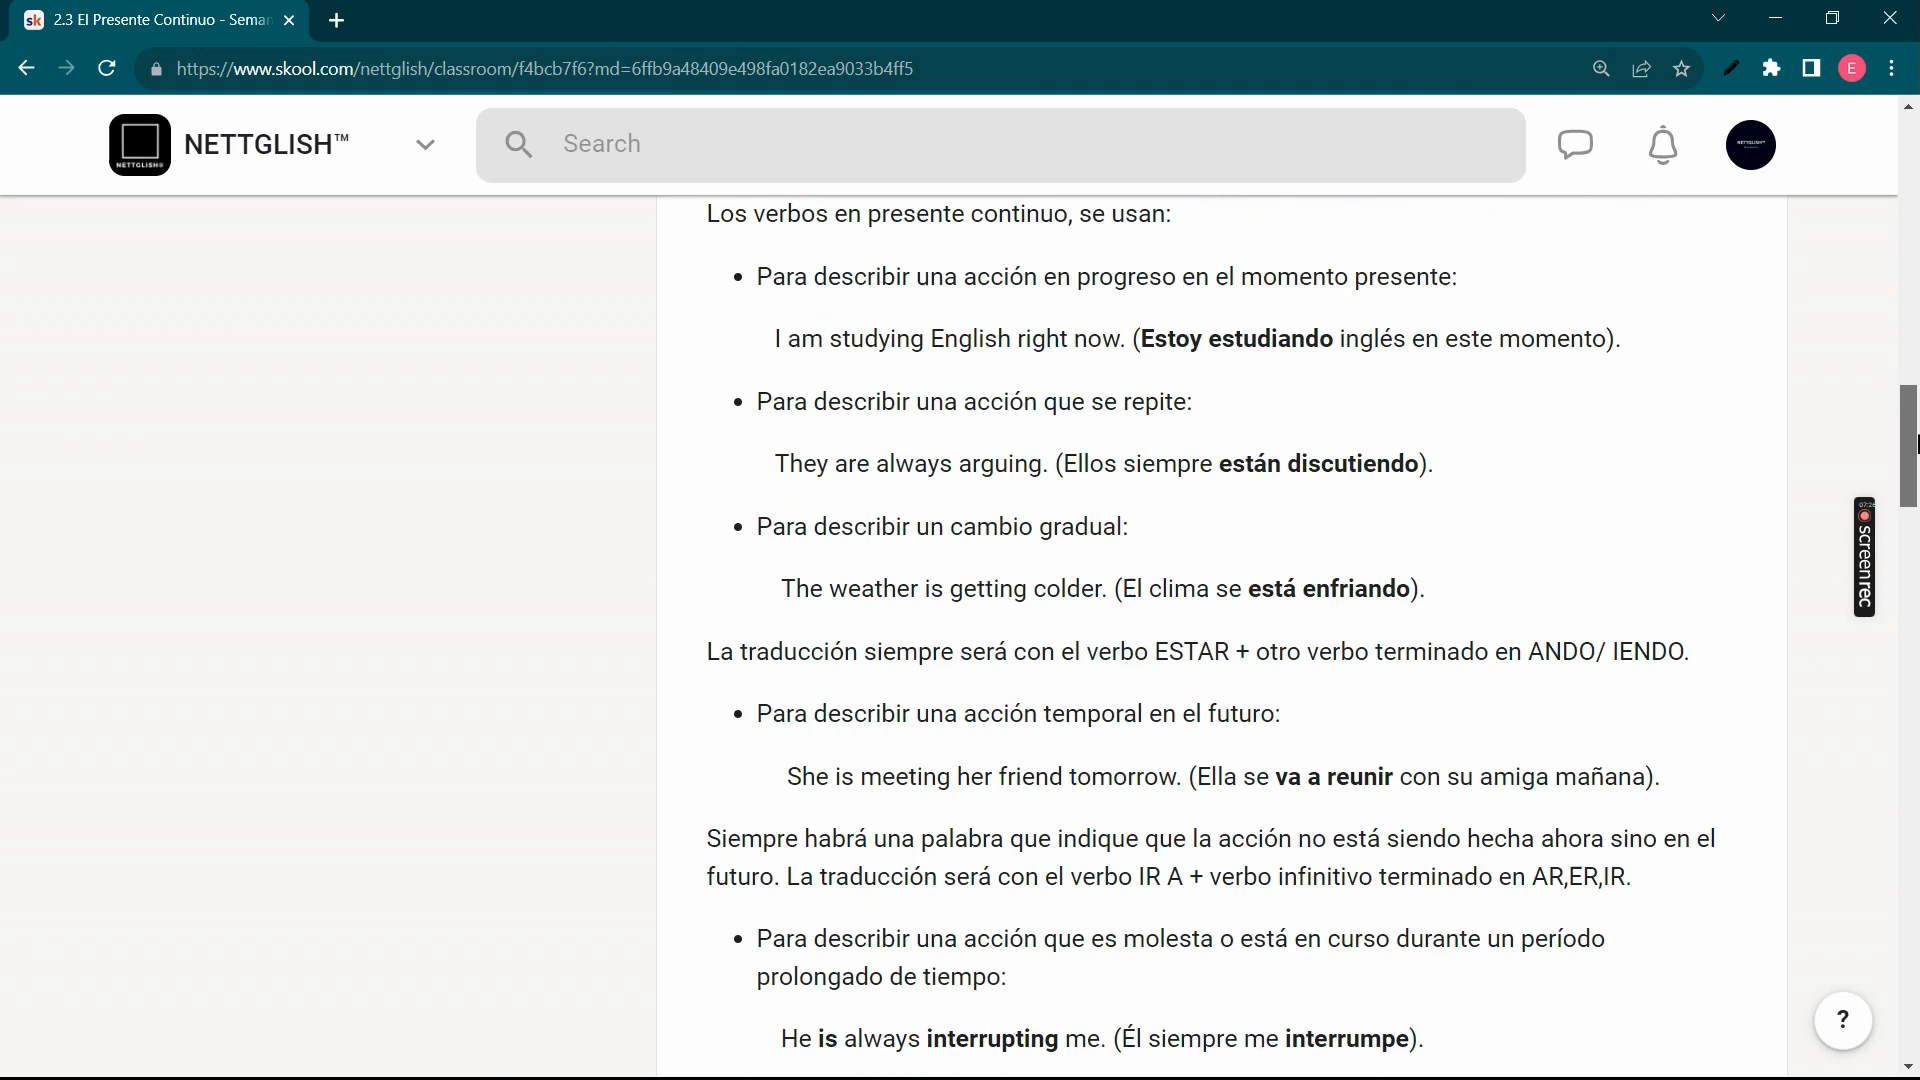 2.3 El Presente Continuo - Seman
https://www.skool.com/nettglish/classroom/f4bcb7f6?md=6ffb9a48409e498fa0182ea9033b4ff5
E
NETTGLISH®
NETTGLISH™
Search
NETTGLISH™
Los verbos en presente continuo, se usan:
• Para describir una acción en progreso en el momento presente:
I am studying English right now. (Estoy estudiando inglés en este momento).
• Para describir una acción que se repite:
They are always arguing. (Ellos siempre están discutiendo).
• Para describir un cambio gradual:
The weather is getting colder. (El clima se está enfriando).
La traducción siempre será con el verbo ESTAR + otro verbo terminado en ANDO/ IENDO.
• Para describir una acción temporal en el futuro:
She is meeting her friend tomorrow. (Ella se va a reunir con su amiga mañana).
Siempre habrá una palabra que indique que la acción no está siendo hecha ahora sino en el
futuro. La traducción será con el verbo IR A + verbo infinitivo terminado en AR,ER,IR.
• Para describir una acción que es molesta o está en curso durante un período
prolongado de tiempo:
He is always interrupting me. (Él siempre me interrumpe).
screenrec
?